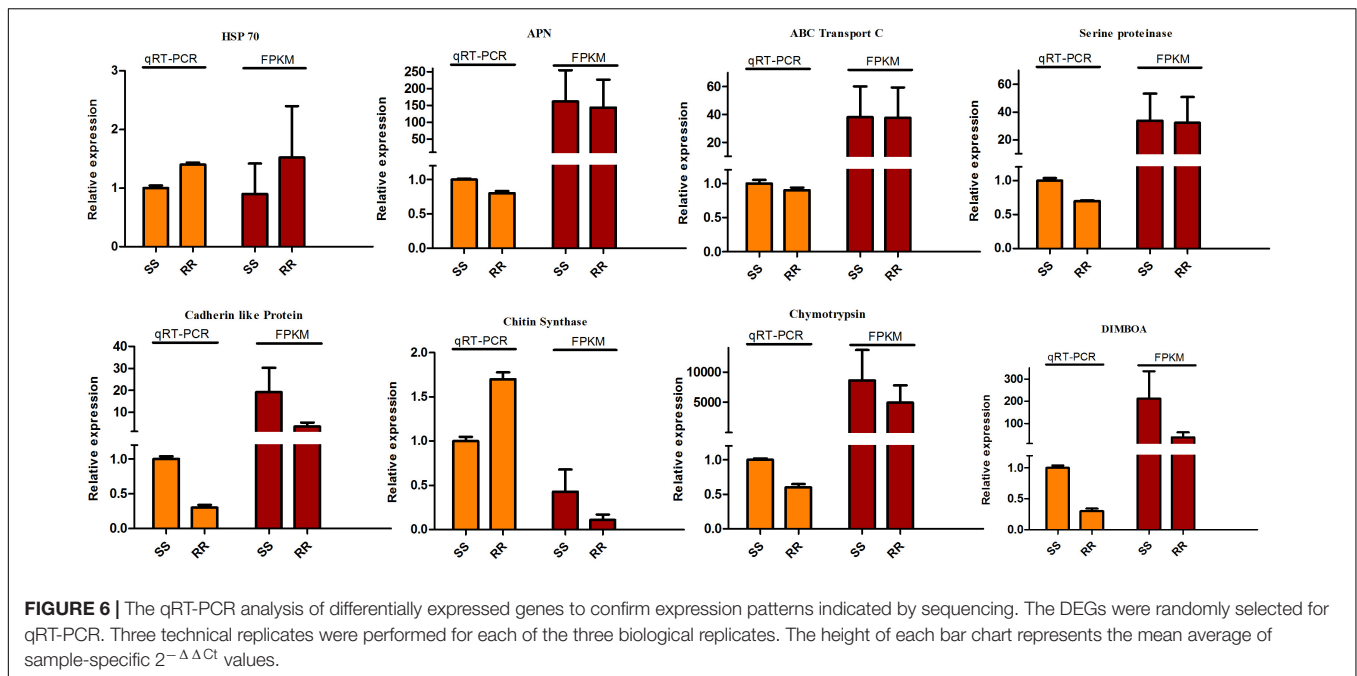 HSP 70
qRT-PCR FPKM
Relative expression
3
2
1
0
SS RR SS RR
APN
qRT-PCR FPKM
Relative expression
250
200
150
100
50
1.0
0.5
0.0
SS RR SS RR
ABC Transport C
qRT-PCR FPKM
Relative expression
60
40
20
1.0
0.5
0.0
SS RR SS RR
Serine proteinase
qRT-PCR FPKM
Relative expression
60
40
20
1.0
0.5
0.0
SS RR SS RR
Cadherin like Protein
qRT-PCR FPKM
Relative expression
40
30
20
10
1.0
0.5
0.0
SS RR SS RR
Chitin Synthase
qRT-PCR FPKM
Relative expression
2.0
1.5
1.0
0.5
0.0
SS RR SS RR
Chymotrypsin
qRT-PCR FPKM
Relative expression
10000
5000
1.0
0.5
0.0
SS RR SS RR
DIMBOA
qRT-PCR FPKM
Relative expression
300
200
100
1.0
0.5
0.0
SS RR SS RR
FIGURE 6 | The qRT-PCR analysis of differentially expressed genes to confirm expression patterns indicated by sequencing. The DEGs were randomly selected for
qRT-PCR. Three technical replicates were performed for each of the three biological replicates. The height of each bar chart represents the mean average of
sample-specific 2^−ΔΔCt values.